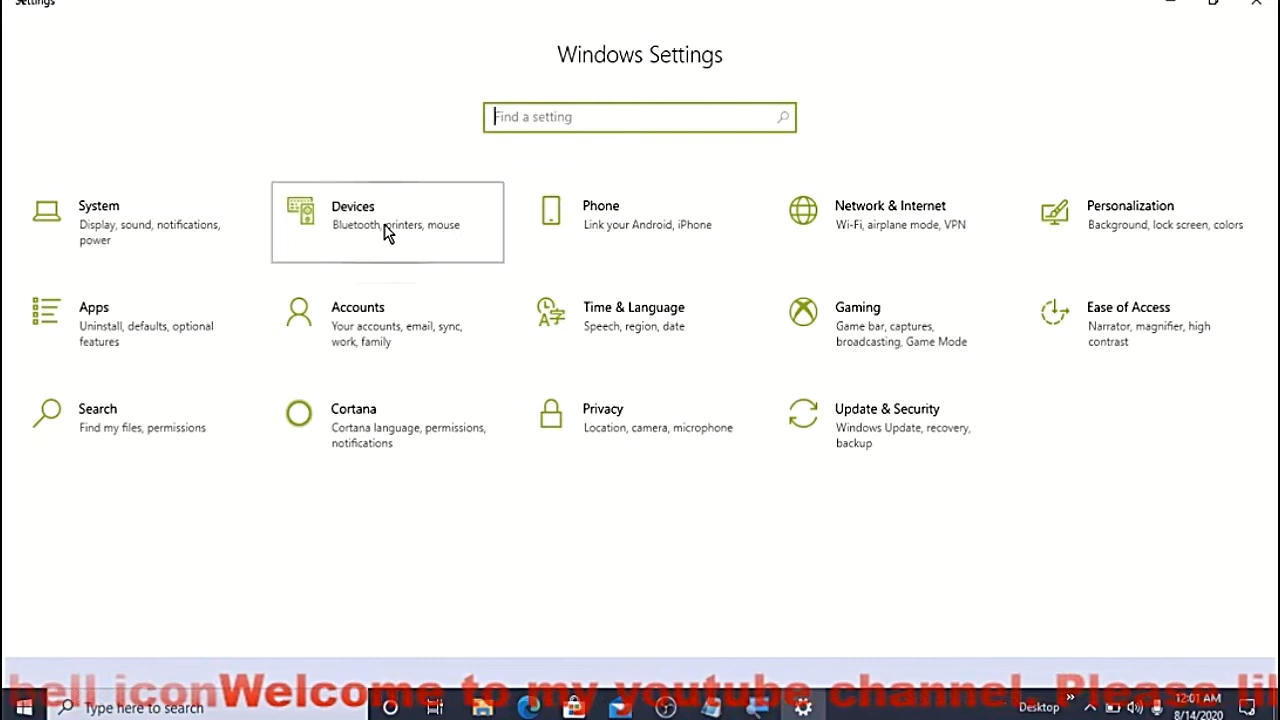 Settings
Windows Settings
Find a setting
System
Display, sound, notifications,
power
Devices
Bluetooth, printers, mouse
Phone
Link your Android, iPhone
Network & Internet
Wi-Fi, airplane mode, VPN
Personalization
Background, lock screen, colors
Apps
Uninstall, defaults, optional
features
Accounts
Your accounts, email, sync,
work, family
Time & Language
Speech, region, date
Gaming
Game bar, captures,
broadcasting, Game Mode
Ease of Access
Narrator, magnifier, high
contrast
Search
Find my files, permissions
Cortana
Cortana language, permissions,
notifications
Privacy
Location, camera, microphone
Update & Security
Windows Update, recovery,
backup
bell iconWelcome to my youtube channel. Please li
Type here to search
Desktop
12:01 AM
8/14/2020